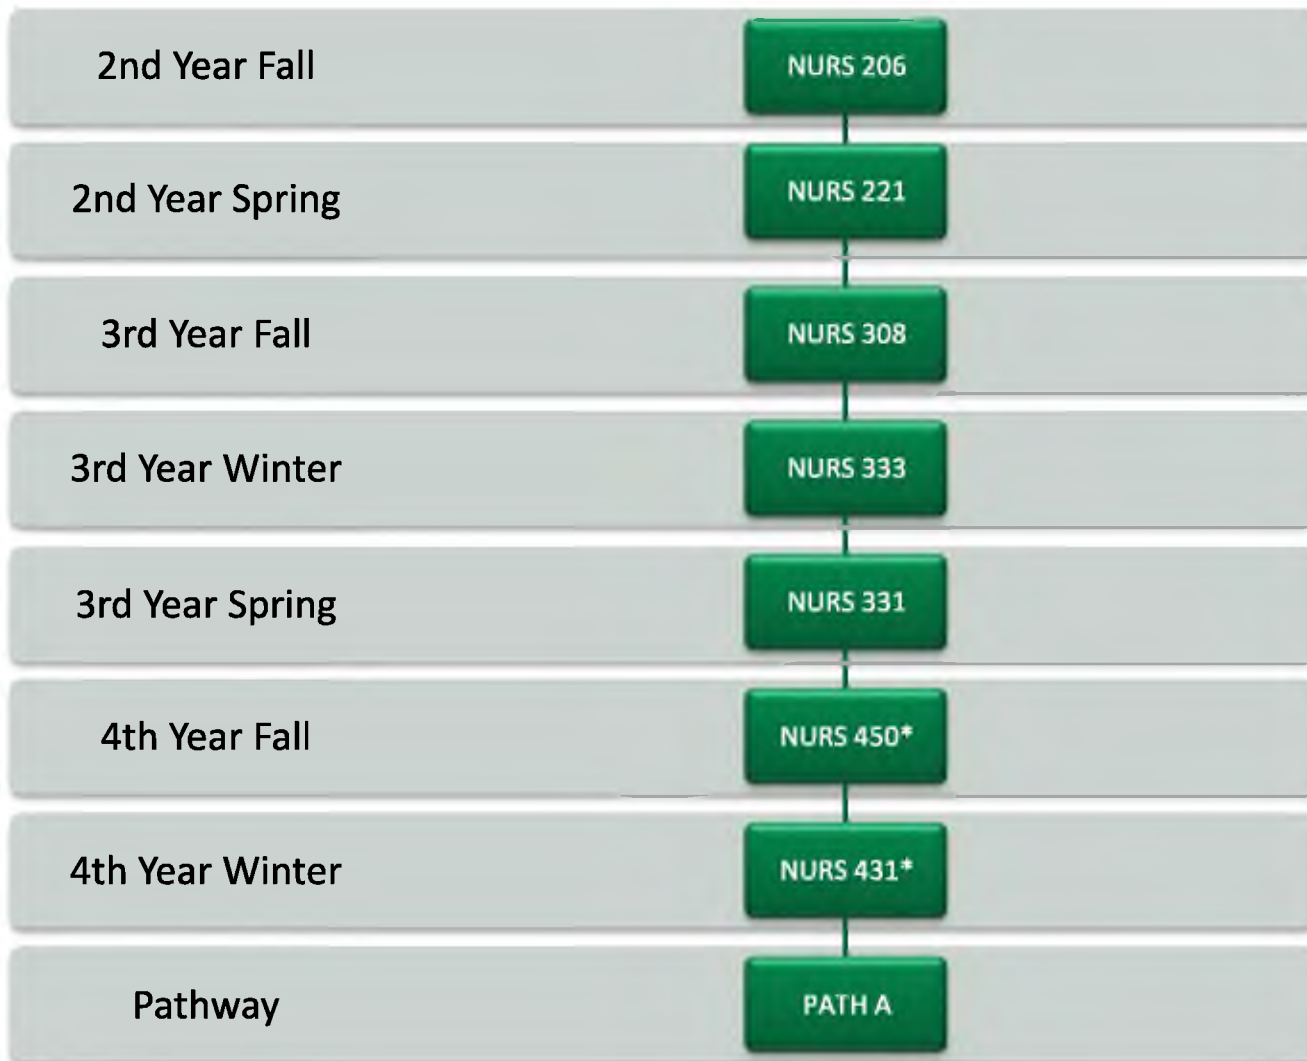 2nd Year Fall
NURS 206
2nd Year Spring
NURS 221
3rd Year Fall
NURS 308
3rd Year Winter
NURS 333
3rd Year Spring
NURS 331
4th Year Fall
NURS 450*
4th Year Winter
NURS 431*
Pathway
PATH A